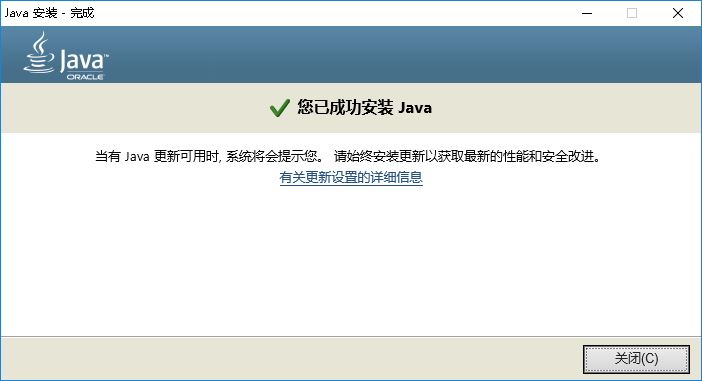 Java 安装 - 完成
Java™
ORACLE
您已成功安装 Java
当有 Java 更新可用时, 系统将会提示您。 请始终安装更新以获取最新的性能和安全改进。
有关更新设置的详细信息
关闭(C)